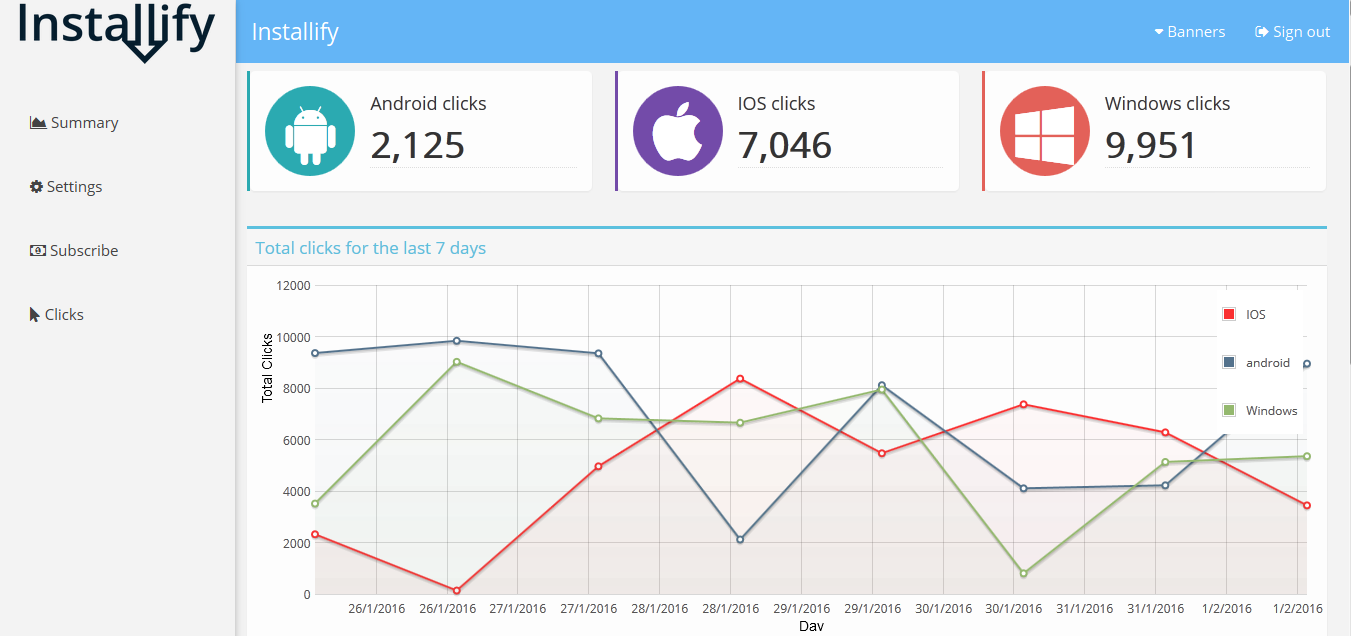 Installify
Installify
Banners
Sign out
Summary
Settings
Subscribe
Clicks
Android clicks
2,125
IOS clicks
7,046
Windows clicks
9,951
Total clicks for the last 7 days
Total Clicks
12000
10000
8000
6000
4000
2000
0
IOS
android
Windows
26/1/2016 26/1/2016 27/1/2016 27/1/2016 28/1/2016 28/1/2016 29/1/2016 29/1/2016 30/1/2016 30/1/2016 31/1/2016 31/1/2016 1/2/2016 1/2/2016
Day